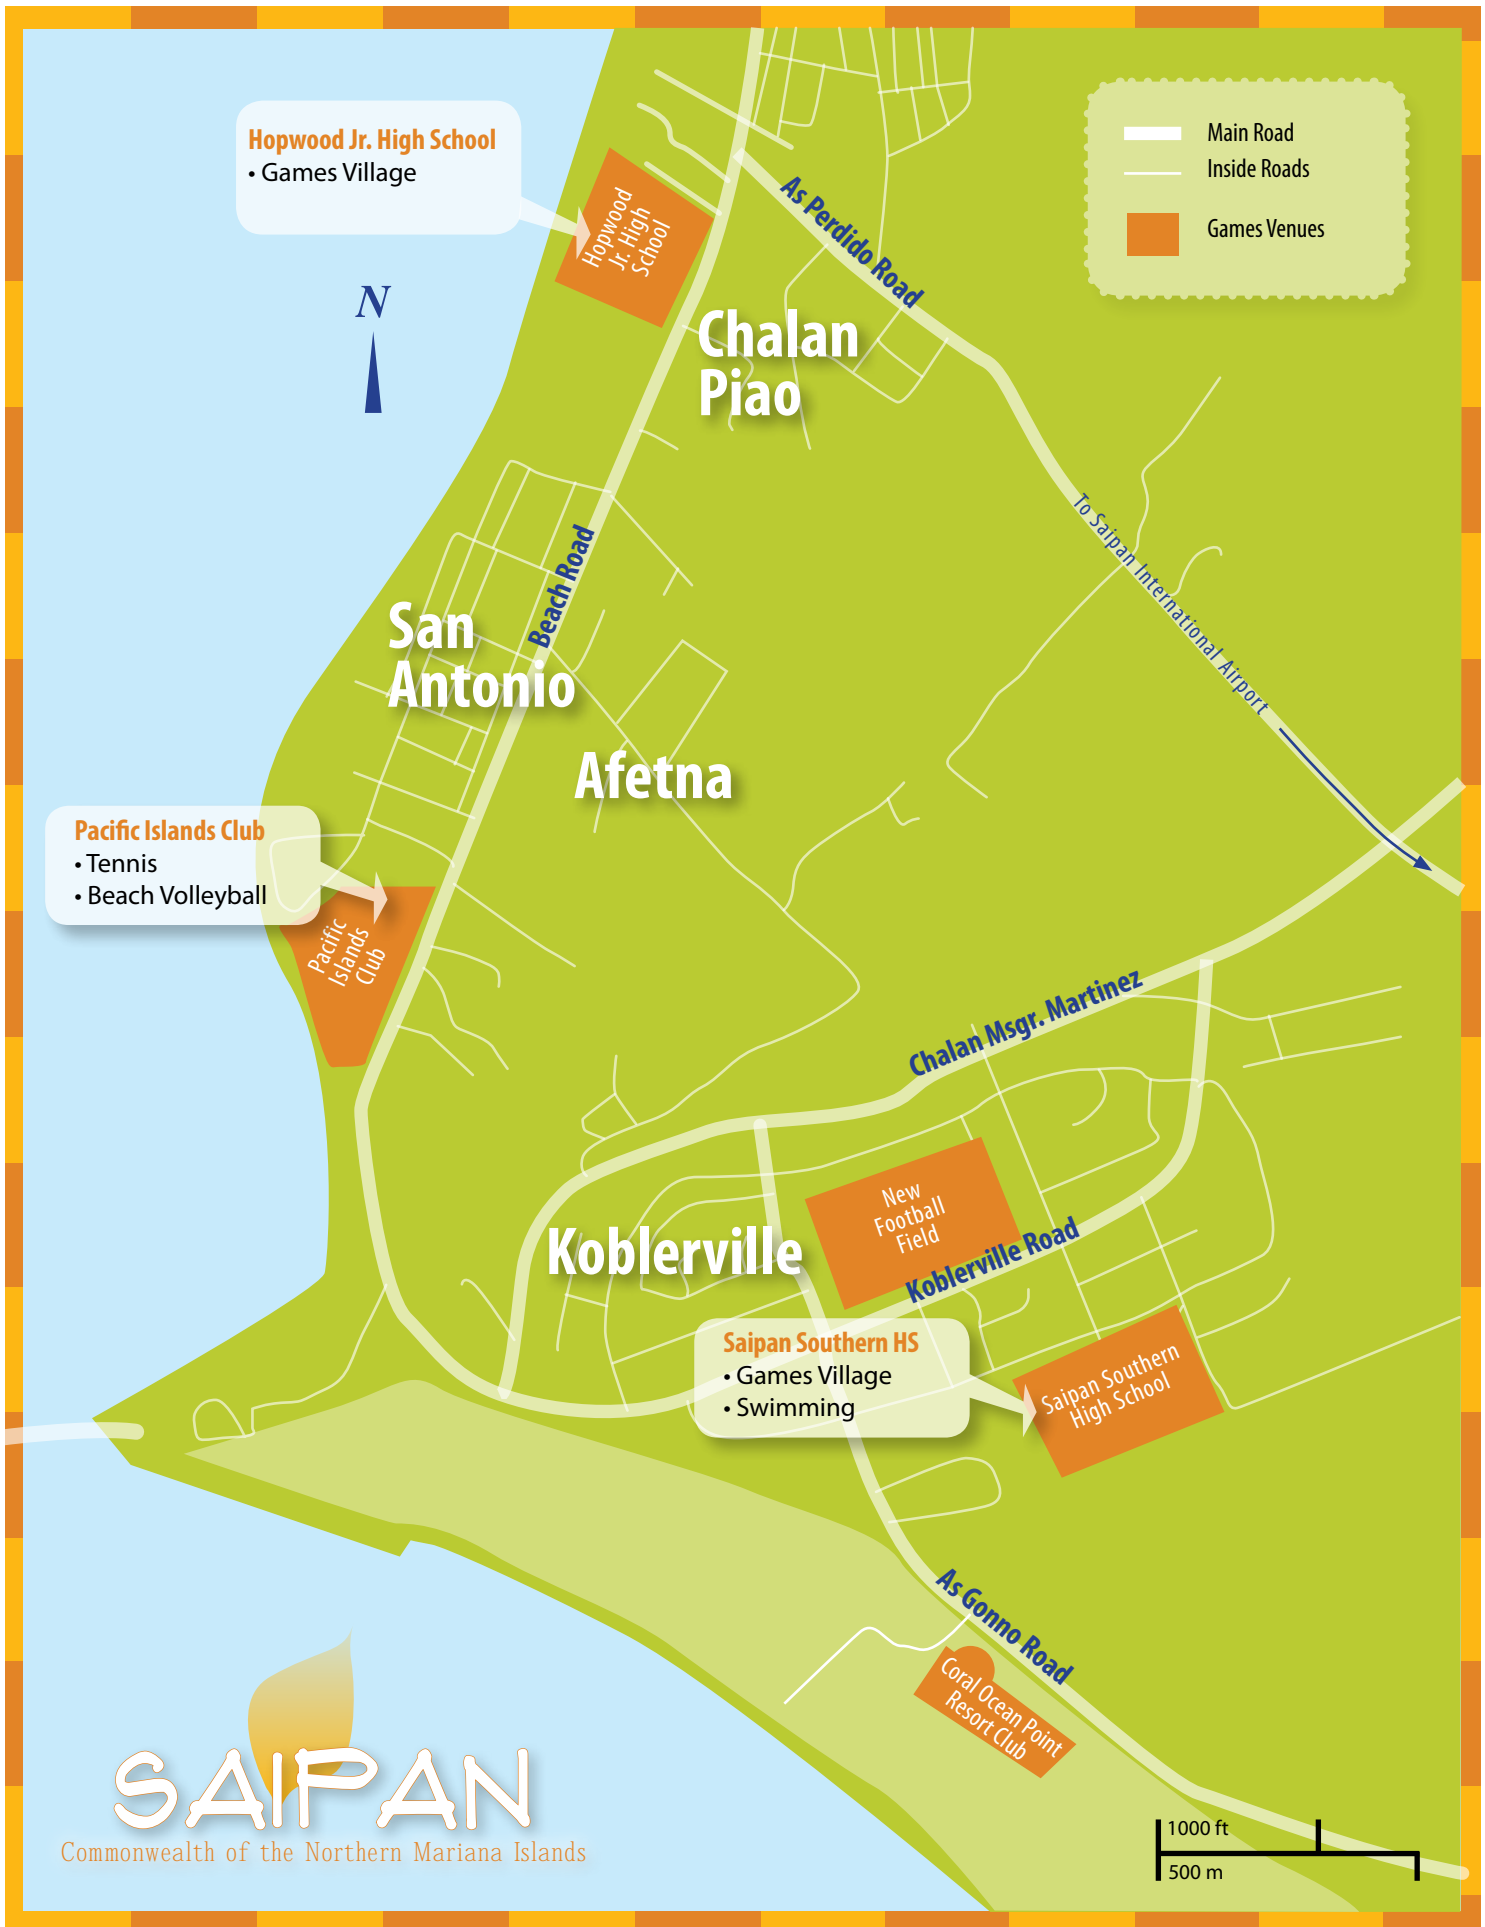 Main Road
Inside Roads
Games Venues
Hopwood Jr. High School
• Games Village
Hopwood
Jr. High
School
As Perdido Road
N
Chalan
Piao
To Saipan International Airport
Beach Road
San
Antonio
Afetna
Pacific Islands Club
• Tennis
• Beach Volleyball
Pacific
Islands
Club
Chalan Msgr. Martinez
New
Football
Field
Koblerville
Koblerville Road
Saipan Southern HS
• Games Village
• Swimming
Saipan Southern
High School
As Gonno Road
Coral Ocean Point
Resort Club
SAIPAN
Commonwealth of the Northern Mariana Islands
1000 ft
500 m